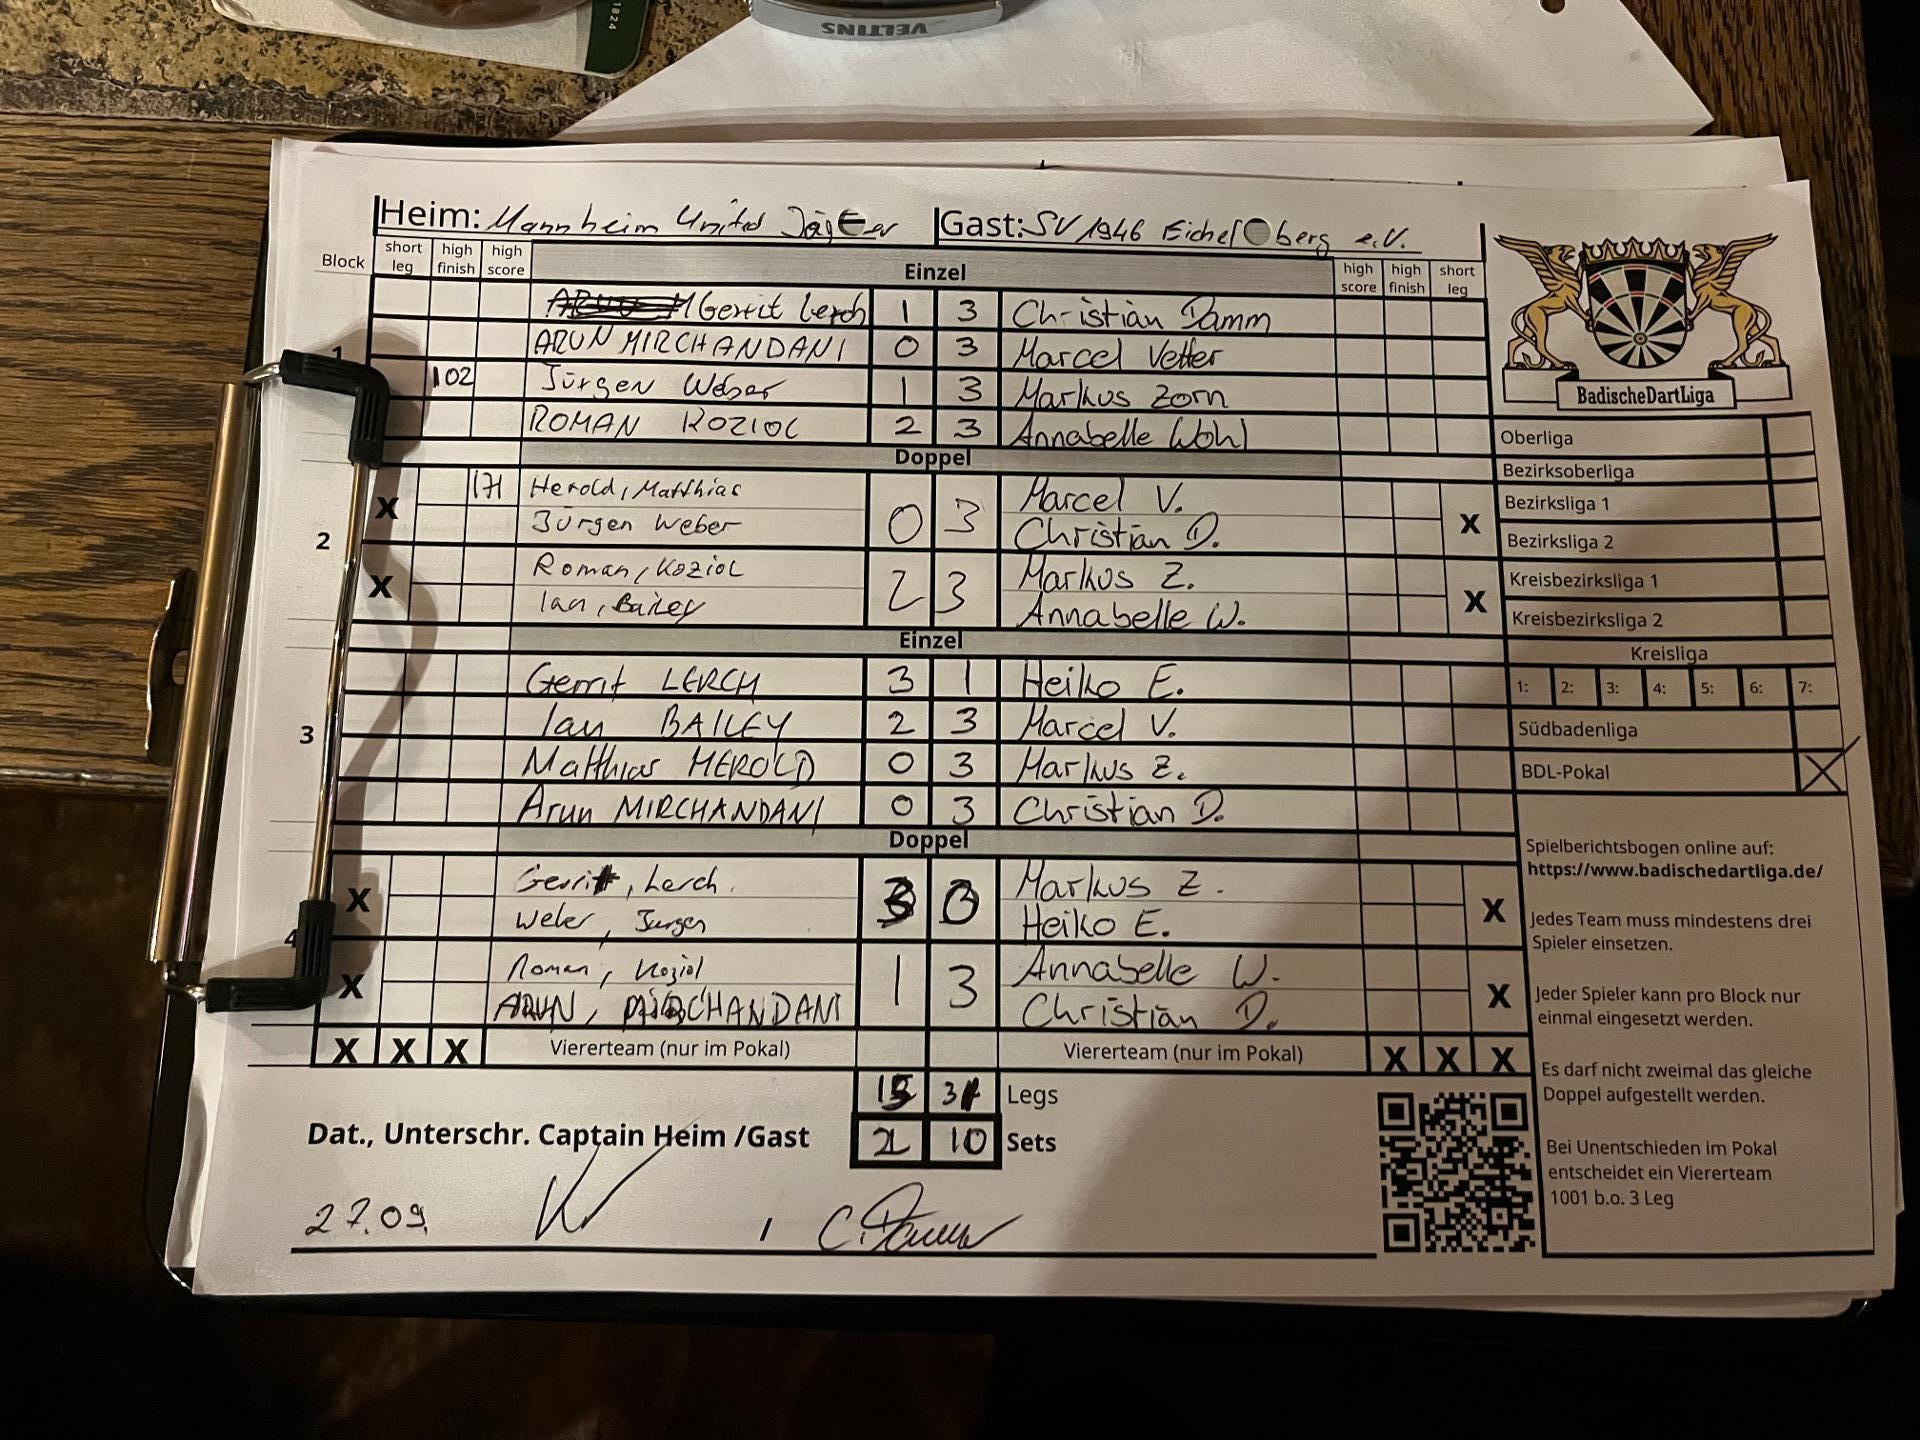 1824
VELTINS
Heim: Mannheim United Jäger Gast: SV 1946 Eichelberg e.V.
Block short leg high finish high score Einzel high score high finish short leg
Gerrit Lerch 1 3 Christian Damm
1 ARUN MIRCHANDANI 0 3 Marcel Vetter
102 Jürgen Weber 1 3 Markus Zorn
ROMAN KOZIOL 2 3 Annabelle Wohl
Doppel
171 Herold, Matthias Marcel V.
2 X 0 3 X
Jürgen Weber Christian D.
Roman, Koziol Markus Z.
X 2 3 X
Ian, Bailey Annabelle W.
Einzel
Gerrit LERCH 3 1 Heiko E.
3 Ian BAILEY 2 3 Marcel V.
Matthias HEROLD 0 3 Markus Z.
Arun MIRCHANDANI 0 3 Christian D.
Doppel
Gerrit, Lerch. Markus Z.
X 3 0 X
Weber, Jürgen Heiko E.
4
Roman, Koziol Annabelle W.
X 1 3 X
ARUN, MIRCHANDANI Christian D.
X X X Viererteam (nur im Pokal) Viererteam (nur im Pokal) X X X
Legs
Dat., Unterschr. Captain Heim /Gast 2 10 Sets
27.09. / C. Damm
BadischeDartLiga
Oberliga
Bezirksoberliga
Bezirksliga 1
Bezirksliga 2
Kreisbezirksliga 1
Kreisbezirksliga 2
Kreisliga
1: 2: 3: 4: 5: 6: 7:
Südbadenliga
BDL-Pokal X
Spielberichtsbogen online auf:
https://www.badischedartliga.de/
Jedes Team muss mindestens drei
Spieler einsetzen.
Jeder Spieler kann pro Block nur
einmal eingesetzt werden.
Es darf nicht zweimal das gleiche
Doppel aufgestellt werden.
Bei Unentschieden im Pokal
entscheidet ein Viererteam
1001 b.o. 3 Leg